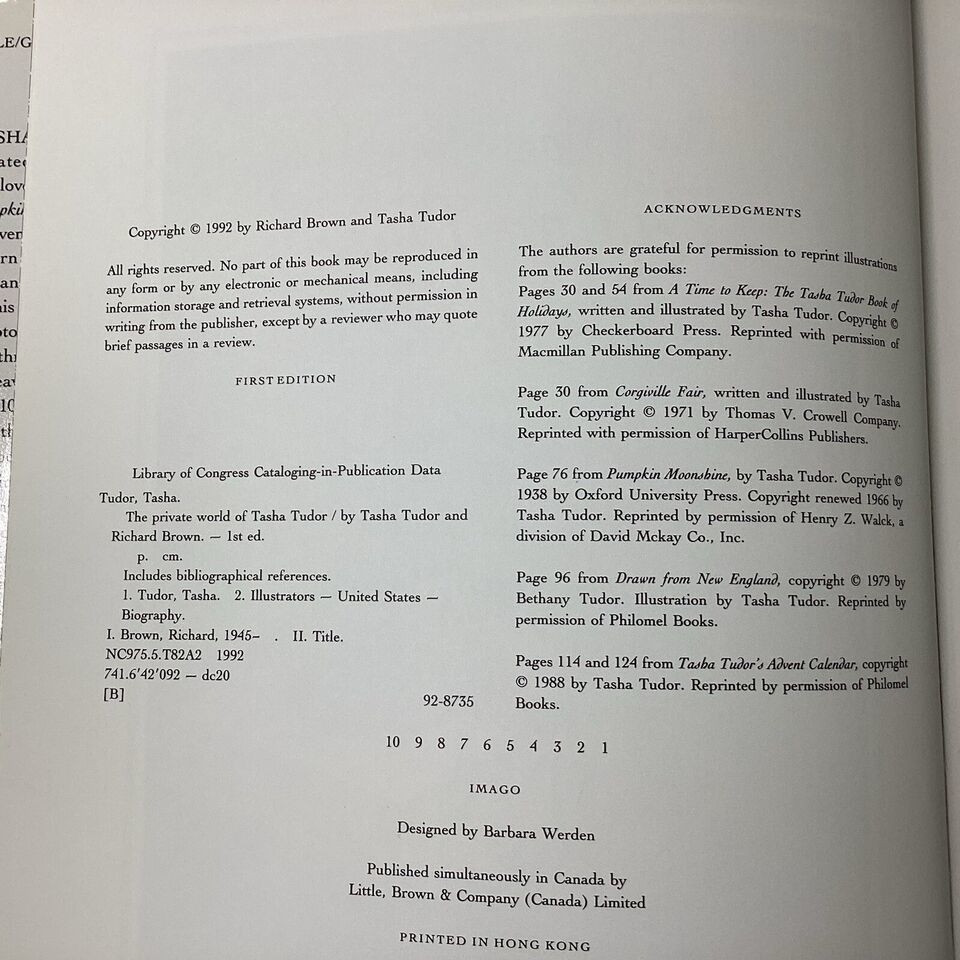 LE/G
SHA
ated
lov
pki
ver
rn
an
his
oto
thr
eav
10
th
Copyright © 1992 by Richard Brown and Tasha Tudor
All rights reserved. No part of this book may be reproduced in
any form or by any electronic or mechanical means, including
information storage and retrieval systems, without permission in
writing from the publisher, except by a reviewer who may quote
brief passages in a review.
FIRST EDITION
Library of Congress Cataloging-in-Publication Data
Tudor, Tasha.
The private world of Tasha Tudor / by Tasha Tudor and
Richard Brown. — 1st ed.
p. cm.
Includes bibliographical references.
1. Tudor, Tasha. 2. Illustrators — United States —
Biography.
I. Brown, Richard, 1945– . II. Title.
NC975.5.T82A2 1992
741.6'42'092 — dc20
[B]
92-8735
ACKNOWLEDGMENTS
The authors are grateful for permission to reprint illustrations
from the following books:
Pages 30 and 54 from A Time to Keep: The Tasha Tudor Book of
Holidays, written and illustrated by Tasha Tudor. Copyright ©
1977 by Checkerboard Press. Reprinted with permission of
Macmillan Publishing Company.
Page 30 from Corgiville Fair, written and illustrated by Tasha
Tudor. Copyright © 1971 by Thomas V. Crowell Company.
Reprinted with permission of HarperCollins Publishers.
Page 76 from Pumpkin Moonshine, by Tasha Tudor. Copyright ©
1938 by Oxford University Press. Copyright renewed 1966 by
Tasha Tudor. Reprinted by permission of Henry Z. Walck, a
division of David Mckay Co., Inc.
Page 96 from Drawn from New England, copyright © 1979 by
Bethany Tudor. Illustration by Tasha Tudor. Reprinted by
permission of Philomel Books.
Pages 114 and 124 from Tasha Tudor's Advent Calendar, copyright
© 1988 by Tasha Tudor. Reprinted by permission of Philomel
Books.
10 9 8 7 6 5 4 3 2 1
IMAGO
Designed by Barbara Werden
Published simultaneously in Canada by
Little, Brown & Company (Canada) Limited
PRINTED IN HONG KONG